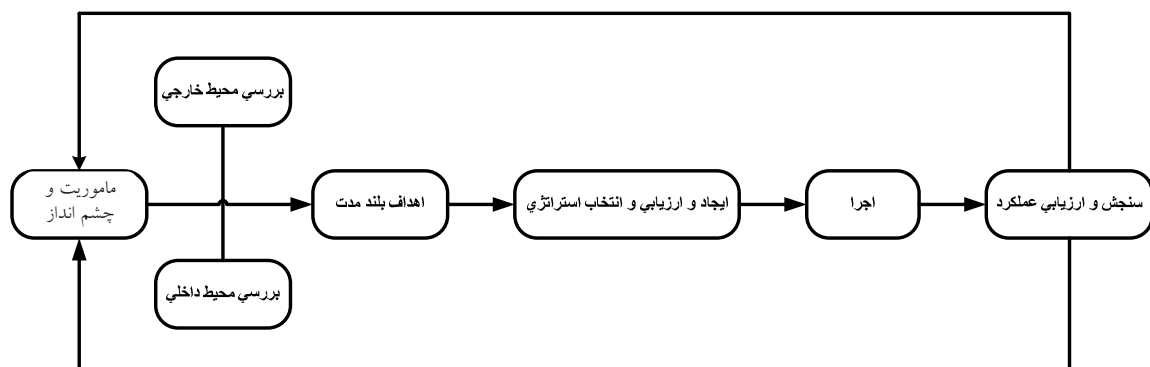 بررسي محيط خارجي
ماموريت و
چشم انداز
اهداف بلند مدت
ايجاد و ارزيابي و انتخاب استراتژي
اجرا
سنجش و ارزيابي عملكرد
بررسي محيط داخلي